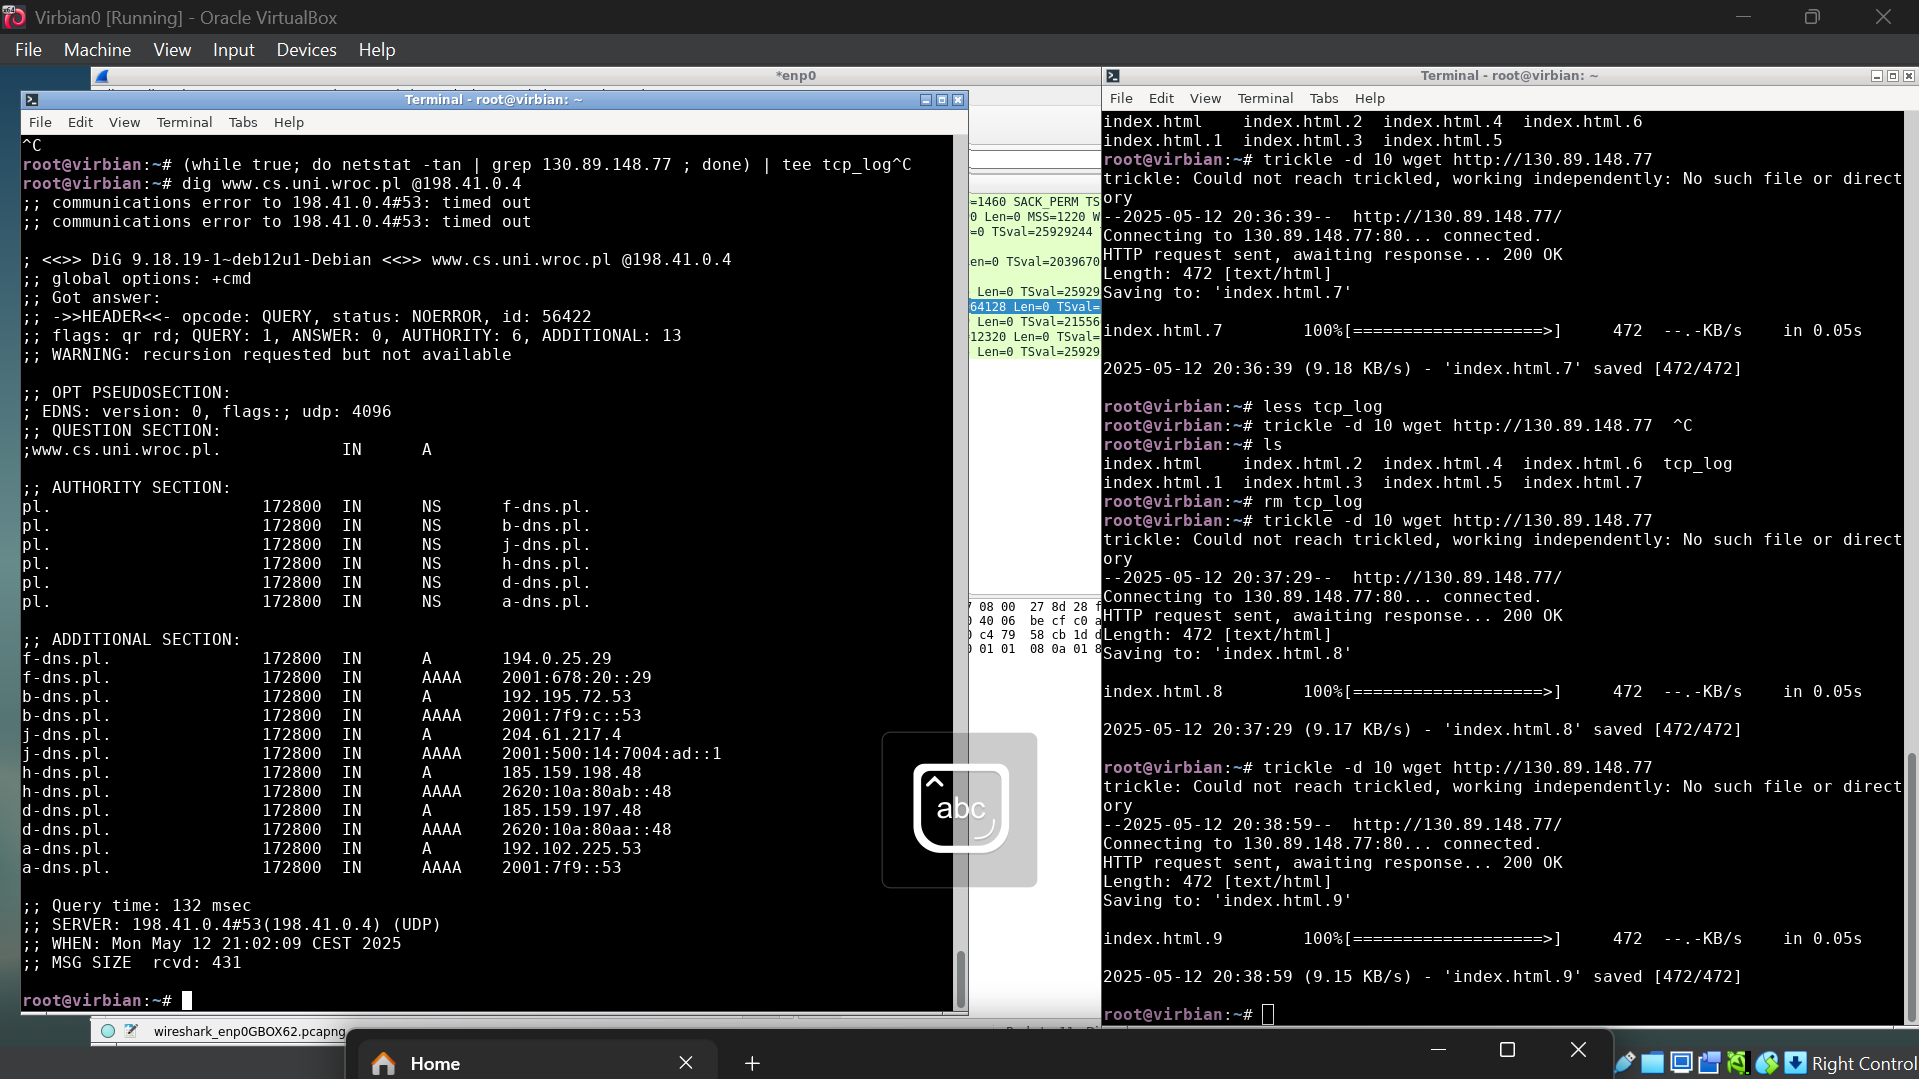 Virbian0 [Running] - Oracle VirtualBox
File Machine View Input Devices Help
*enp0
Terminal - root@virbian: ~
File Edit View Terminal Tabs Help
^C
root@virbian:~# (while true; do netstat -tan | grep 130.89.148.77 ; done) | tee tcp_log^C
root@virbian:~# dig www.cs.uni.wroc.pl @198.41.0.4
;; communications error to 198.41.0.4#53: timed out
;; communications error to 198.41.0.4#53: timed out
; <<>> DiG 9.18.19-1~deb12u1-Debian <<>> www.cs.uni.wroc.pl @198.41.0.4
;; global options: +cmd
;; Got answer:
;; ->>HEADER<<- opcode: QUERY, status: NOERROR, id: 56422
;; flags: qr rd; QUERY: 1, ANSWER: 0, AUTHORITY: 6, ADDITIONAL: 13
;; WARNING: recursion requested but not available
;; OPT PSEUDOSECTION:
; EDNS: version: 0, flags:; udp: 4096
;; QUESTION SECTION:
;www.cs.uni.wroc.pl. IN A
;; AUTHORITY SECTION:
pl. 172800 IN NS f-dns.pl.
pl. 172800 IN NS b-dns.pl.
pl. 172800 IN NS j-dns.pl.
pl. 172800 IN NS h-dns.pl.
pl. 172800 IN NS d-dns.pl.
pl. 172800 IN NS a-dns.pl.
;; ADDITIONAL SECTION:
f-dns.pl. 172800 IN A 194.0.25.29
f-dns.pl. 172800 IN AAAA 2001:678:20::29
b-dns.pl. 172800 IN A 192.195.72.53
b-dns.pl. 172800 IN AAAA 2001:7f9:c::53
j-dns.pl. 172800 IN A 204.61.217.4
j-dns.pl. 172800 IN AAAA 2001:500:14:7004:ad::1
h-dns.pl. 172800 IN A 185.159.198.48
h-dns.pl. 172800 IN AAAA 2620:10a:80ab::48
d-dns.pl. 172800 IN A 185.159.197.48
d-dns.pl. 172800 IN AAAA 2620:10a:80aa::48
a-dns.pl. 172800 IN A 192.102.225.53
a-dns.pl. 172800 IN AAAA 2001:7f9::53
;; Query time: 132 msec
;; SERVER: 198.41.0.4#53(198.41.0.4) (UDP)
;; WHEN: Mon May 12 21:02:09 CEST 2025
;; MSG SIZE rcvd: 431
root@virbian:~#
=1460 SACK_PERM TS
0 Len=0 MSS=1220 W
=0 TSval=25929244
en=0 TSval=2039670
Len=0 TSval=25929
64128 Len=0 TSval=
Len=0 TSval=21556
12320 Len=0 TSval=
Len=0 TSval=25929
08 00 27 8d 28 f
40 06 be cf c0 a
c4 79 58 cb 1d d
01 01 08 0a 01 8
abc
wireshark_enp0GBOX62.pcapng
Terminal - root@virbian: ~
File Edit View Terminal Tabs Help
index.html index.html.2 index.html.4 index.html.6
index.html.1 index.html.3 index.html.5
root@virbian:~# trickle -d 10 wget http://130.89.148.77
trickle: Could not reach trickled, working independently: No such file or direct
ory
--2025-05-12 20:36:39-- http://130.89.148.77/
Connecting to 130.89.148.77:80... connected.
HTTP request sent, awaiting response... 200 OK
Length: 472 [text/html]
Saving to: 'index.html.7'
index.html.7 100%[===================>] 472 --.-KB/s in 0.05s
2025-05-12 20:36:39 (9.18 KB/s) - 'index.html.7' saved [472/472]
root@virbian:~# less tcp_log
root@virbian:~# trickle -d 10 wget http://130.89.148.77 ^C
root@virbian:~# ls
index.html index.html.2 index.html.4 index.html.6 tcp_log
index.html.1 index.html.3 index.html.5 index.html.7
root@virbian:~# rm tcp_log
root@virbian:~# trickle -d 10 wget http://130.89.148.77
trickle: Could not reach trickled, working independently: No such file or direct
ory
--2025-05-12 20:37:29-- http://130.89.148.77/
Connecting to 130.89.148.77:80... connected.
HTTP request sent, awaiting response... 200 OK
Length: 472 [text/html]
Saving to: 'index.html.8'
index.html.8 100%[===================>] 472 --.-KB/s in 0.05s
2025-05-12 20:37:29 (9.17 KB/s) - 'index.html.8' saved [472/472]
root@virbian:~# trickle -d 10 wget http://130.89.148.77
trickle: Could not reach trickled, working independently: No such file or direct
ory
--2025-05-12 20:38:59-- http://130.89.148.77/
Connecting to 130.89.148.77:80... connected.
HTTP request sent, awaiting response... 200 OK
Length: 472 [text/html]
Saving to: 'index.html.9'
index.html.9 100%[===================>] 472 --.-KB/s in 0.05s
2025-05-12 20:38:59 (9.15 KB/s) - 'index.html.9' saved [472/472]
root@virbian:~#
Home
Right Control